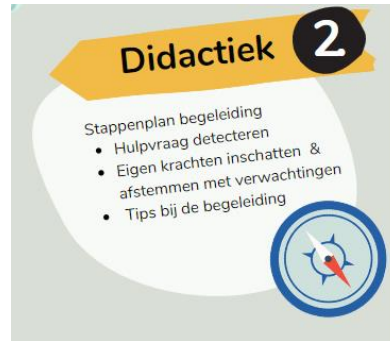 Didactiek 2.
Stappenplan begeleiding
• Hulpvraag detecteren
• Eigen krachten inschatten &
afstemmen met verwachtingen
• Tips bij de begeleiding